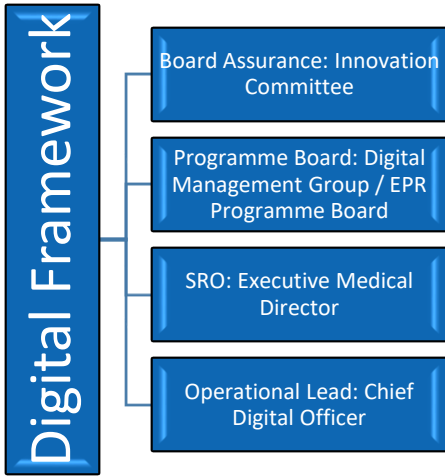 Digital Framework
Board Assurance: Innovation
Committee
Programme Board: Digital
Management Group / EPR
Programme Board
SRO: Executive Medical
Director
Operational Lead: Chief
Digital Officer